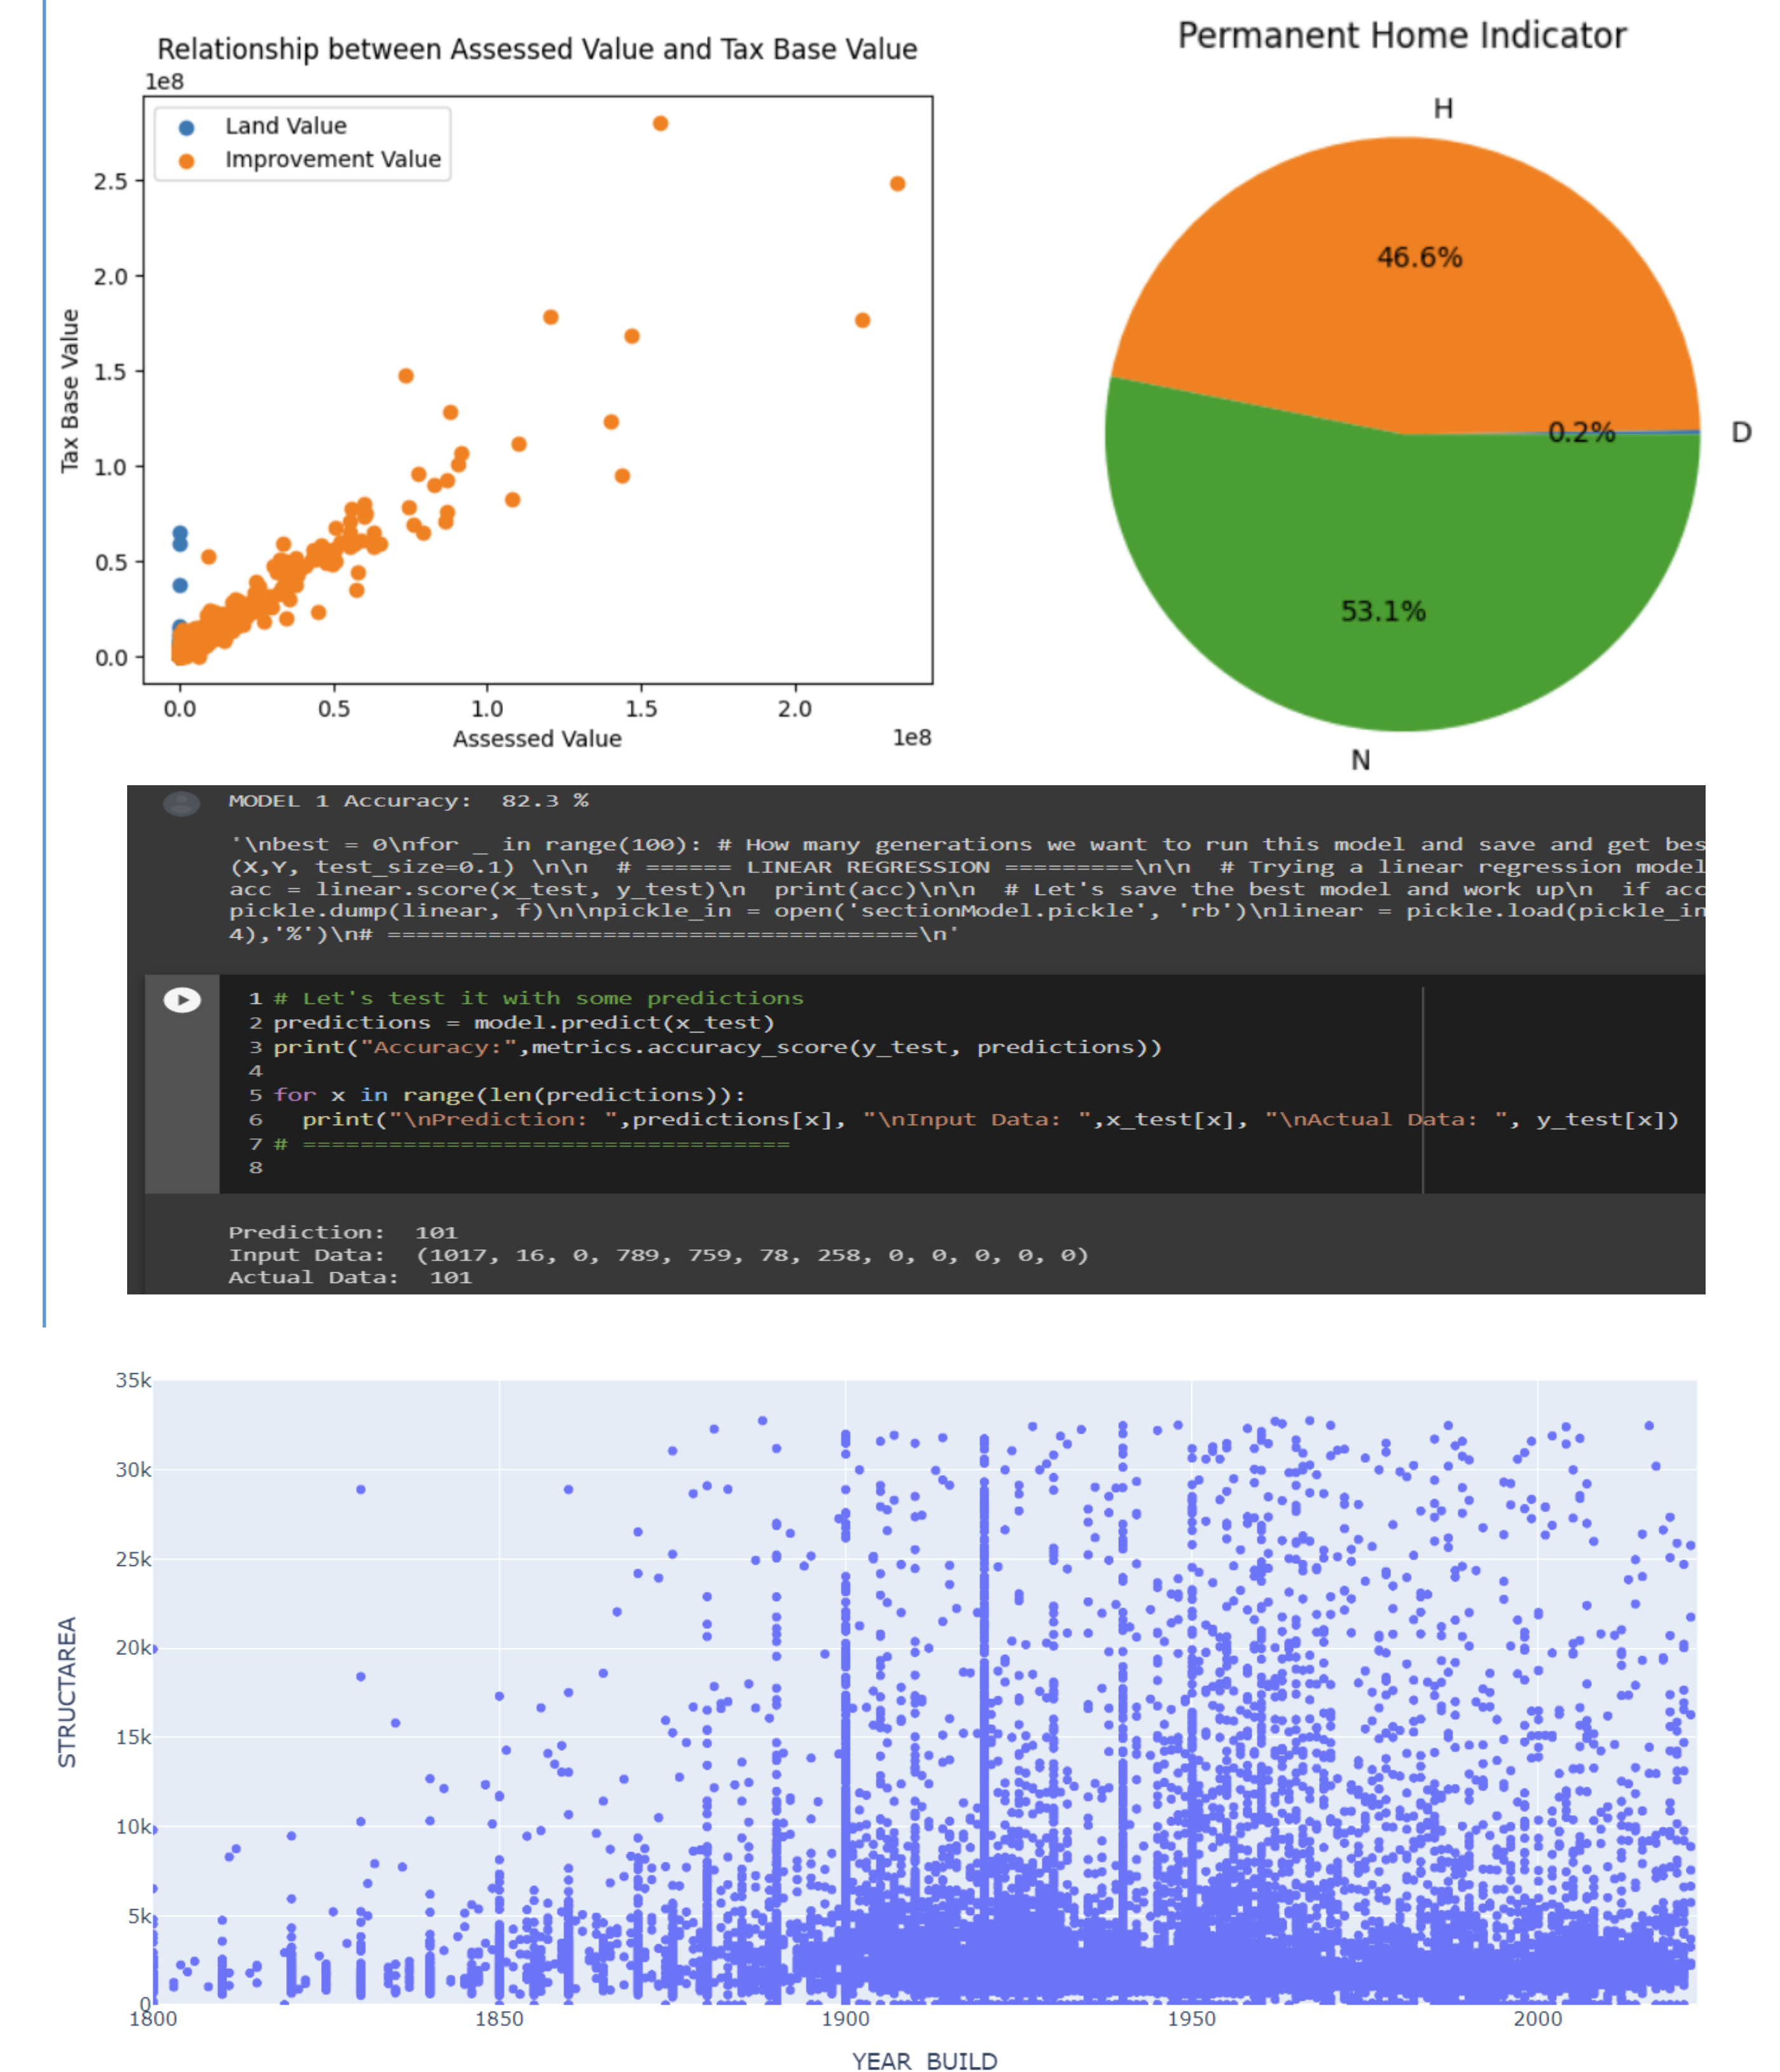 Relationship between Assessed Value and Tax Base Value
1e8
Land Value
Improvement Value
2.5
2.0
1.5
1.0
0.5
0.0
Tax Base Value
0.0 0.5 1.0 1.5 2.0
Assessed Value 1e8
Permanent Home Indicator
H
46.6%
0.2% D
53.1%
N
MODEL 1 Accuracy:  82.3 %
'\nbest = 0\nfor _ in range(100): # How many generations we want to run this model and save and get bes
(X,Y, test_size=0.1) \n\n  # ====== LINEAR REGRESSION =========\n\n  # Trying a linear regression model
acc = linear.score(x_test, y_test)\n  print(acc)\n\n  # Let's save the best model and work up\n  if acc
pickle.dump(linear, f)\n\npickle_in = open('sectionModel.pickle', 'rb')\nlinear = pickle.load(pickle_in
4),'%')\n# =====================================\n'
1 # Let's test it with some predictions
2 predictions = model.predict(x_test)
3 print("Accuracy:",metrics.accuracy_score(y_test, predictions))
4
5 for x in range(len(predictions)):
6   print("\nPrediction: ",predictions[x], "\nInput Data: ",x_test[x], "\nActual Data: ", y_test[x])
7 # ==================================
8
Prediction:  101
Input Data:  (1017, 16, 0, 789, 759, 78, 258, 0, 0, 0, 0, 0)
Actual Data:  101
35k
30k
25k
20k
15k
10k
5k
0
STRUCTAREA
1800 1850 1900 1950 2000
YEAR BUILD